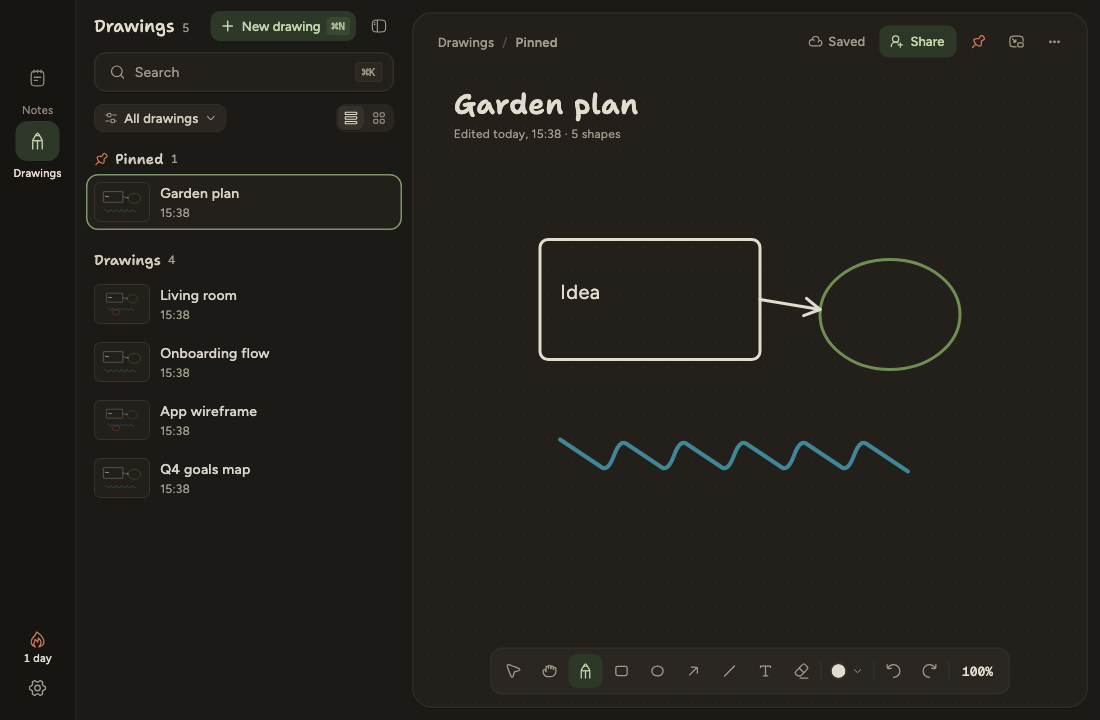 Drawings 5
New drawing ⌘N
Search ⌘K
All drawings
Notes
Drawings
Pinned 1
Garden plan
15:38
Drawings 4
Living room
15:38
Onboarding flow
15:38
App wireframe
15:38
Q4 goals map
15:38
1 day
Drawings / Pinned
Saved
Share
Garden plan
Edited today, 15:38 · 5 shapes
Idea
100%